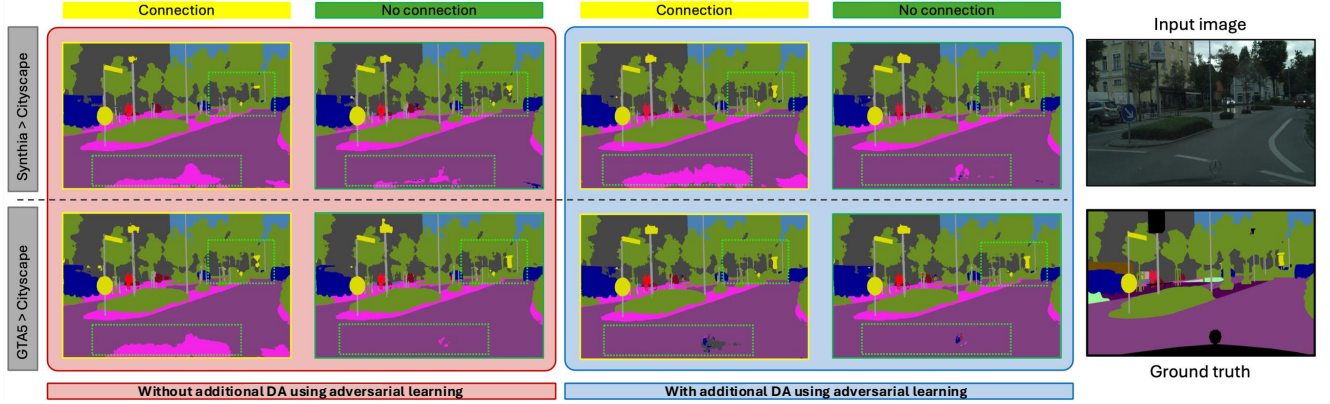 Connection
No connection
Connection
No connection
Input image
Synthia > Cityscape
GTA5 > Cityscape
Ground truth
Without additional DA using adversarial learning
With additional DA using adversarial learning